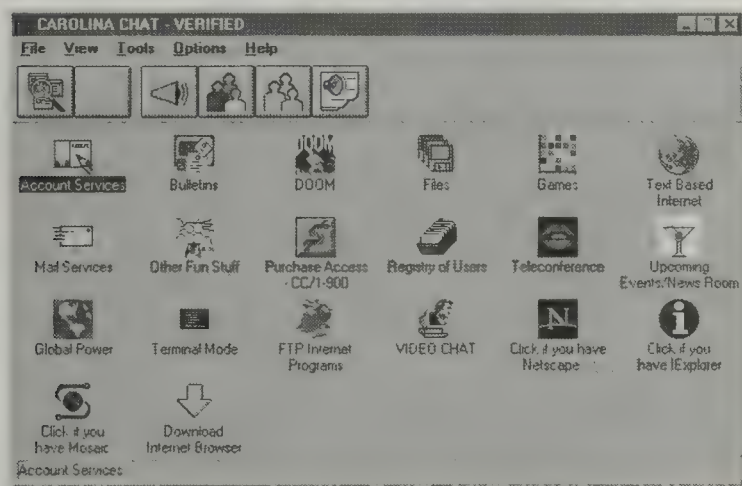 CAROLINA CHAT - VERIFIED
File View Tools Options Help
Account Services
Bulletins
DOOM
DOOM
Files
Games
Text Based
Internet
Mail Services
Other Fun Stuff
Purchase Access
- CC/1-900
Registry of Users
Teleconference
Upcoming
Events/News Room
Global Power
Terminal Mode
FTP Internet
Programs
VIDEO CHAT
N
Click if you have
Netscape
i
Click if you
have IExplorer
Click if you
have Mosaic
Download
Internet Browser
Account Services